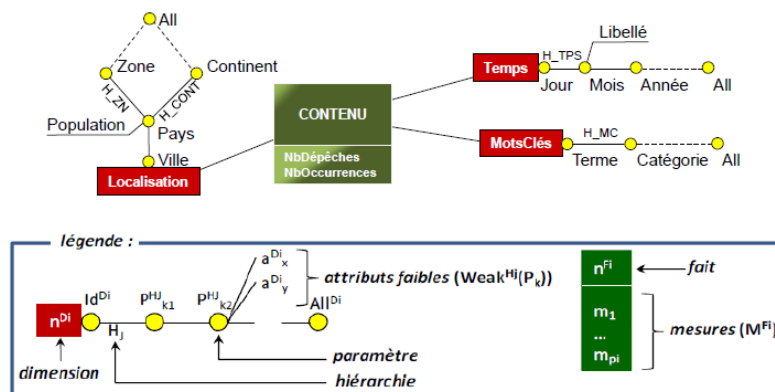 All
Zone
Continent
H_ZN
H_CONT
Population
Pays
Ville
Localisation
CONTENU
NbDépêches
NbOccurrences
Temps
H_TPS
Libellé
Jour Mois Année All
MotsClés
H_MC
Terme Catégorie All
légende :
n^Di
Id^Di
H_J
P^HJ_k1
P^HJ_k2
a^Di_x
a^Di_y
attributs faibles (Weak^Hj(P_k))
All^Di
dimension
hiérarchie
paramètre
n^Fi
fait
m_1
...
m_pi
mesures (M^Fi)